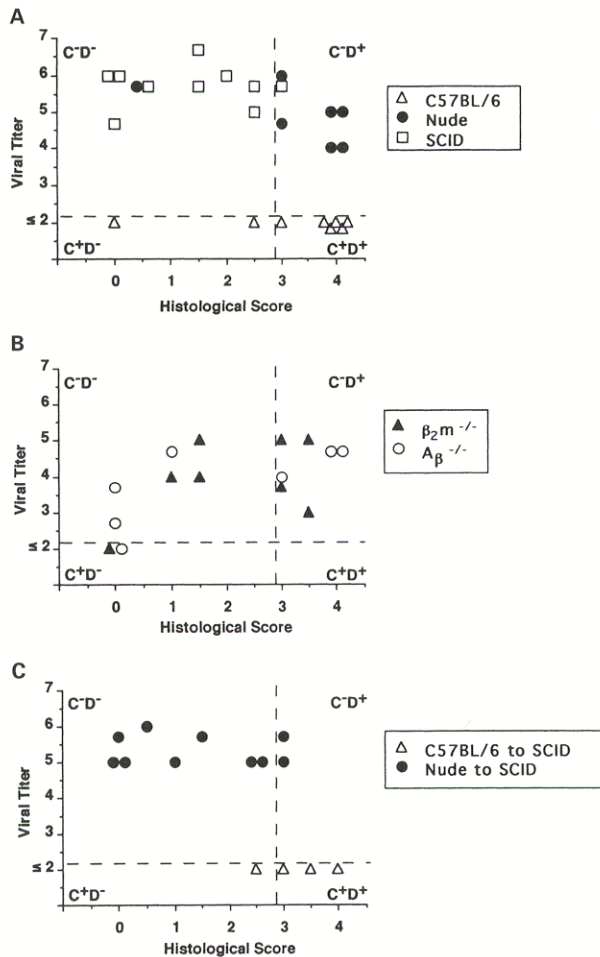 A
C⁻D⁻
C⁻D⁺
7
6
5
4
3
≤ 2
Viral Titer
C⁺D⁻
C⁺D⁺
0 1 2 3 4
Histological Score
C57BL/6
Nude
SCID
B
C⁻D⁻
C⁻D⁺
7
6
5
4
3
≤ 2
Viral Titer
C⁺D⁻
C⁺D⁺
0 1 2 3 4
Histological Score
β₂m -/-
Aβ -/-
C
C⁻D⁻
C⁻D⁺
7
6
5
4
3
≤ 2
Viral Titer
C⁺D⁻
C⁺D⁺
0 1 2 3 4
Histological Score
C57BL/6 to SCID
Nude to SCID